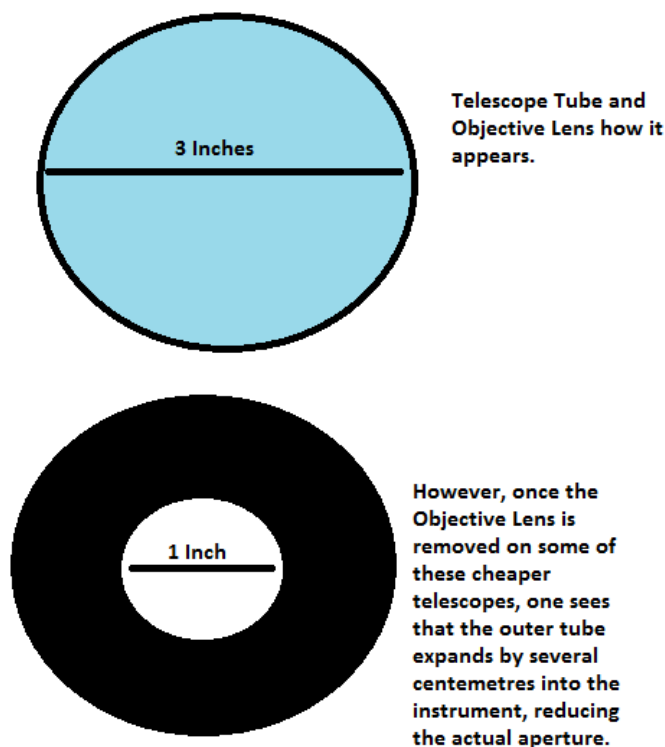 3 Inches
Telescope Tube and
Objective Lens how it
appears.
1 Inch
However, once the
Objective Lens is
removed on some of
these cheaper
telescopes, one sees
that the outer tube
expands by several
centemetres into the
instrument, reducing
the actual aperture.